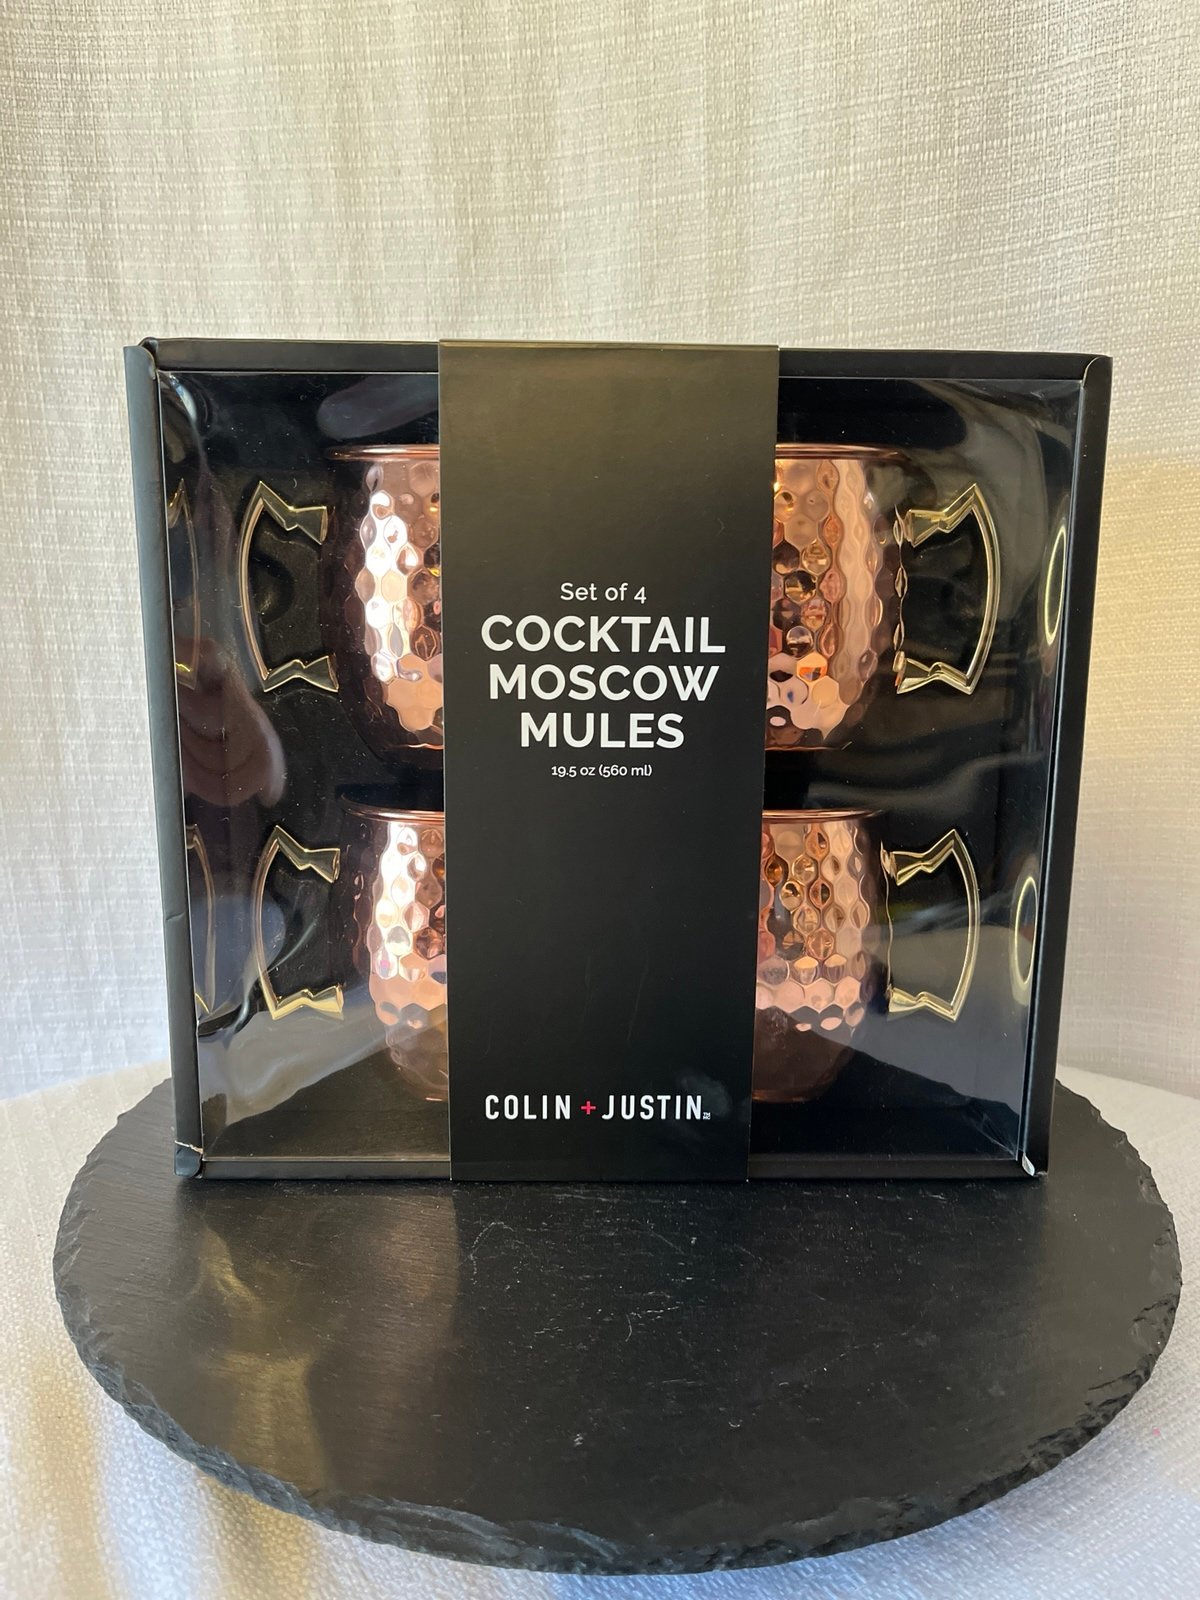 Set of 4
COCKTAIL
MOSCOW
MULES
19.5 oz (560 ml)
COLIN + JUSTIN